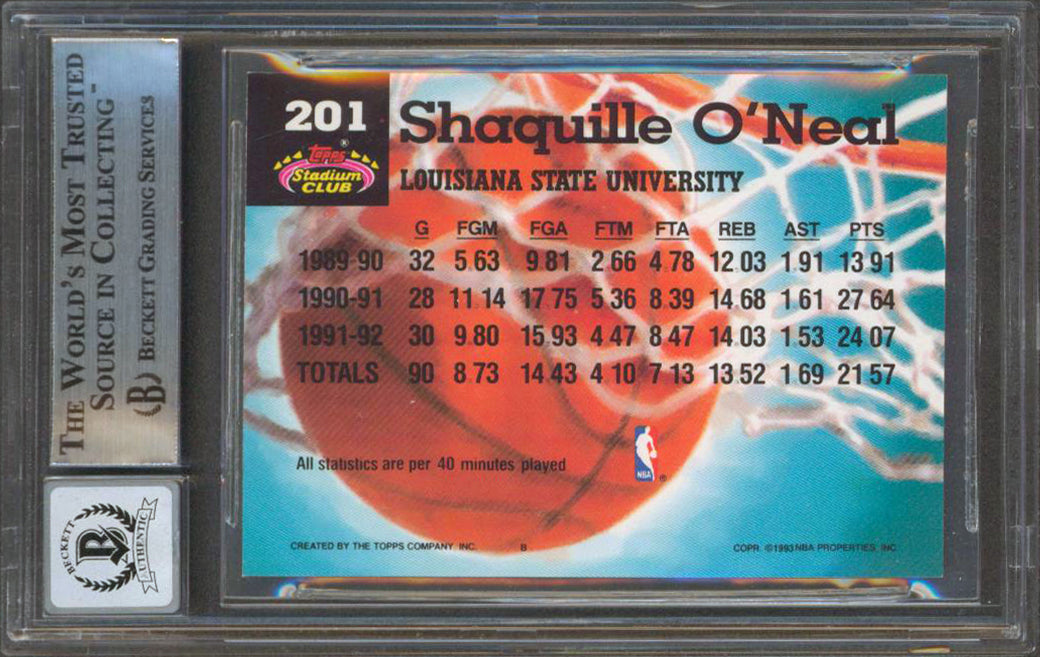 THE WORLD'S MOST TRUSTED
SOURCE IN COLLECTING™
BECKETT GRADING SERVICES
B
BECKETT
B
AUTHENTIC
201
Topps®
Stadium
CLUB
Shaquille O'Neal
LOUISIANA STATE UNIVERSITY
G FGM FGA FTM FTA REB AST PTS
1989-90 32 5.63 9.81 2.66 4.78 12.03 1.91 13.91
1990-91 28 11.14 17.75 5.36 8.39 14.68 1.61 27.64
1991-92 30 9.80 15.93 4.47 8.47 14.03 1.53 24.07
TOTALS 90 8.73 14.43 4.10 7.13 13.52 1.69 21.57
All statistics are per 40 minutes played
NBA ®
CREATED BY THE TOPPS COMPANY, INC. B COPR. ©1993 NBA PROPERTIES, INC.